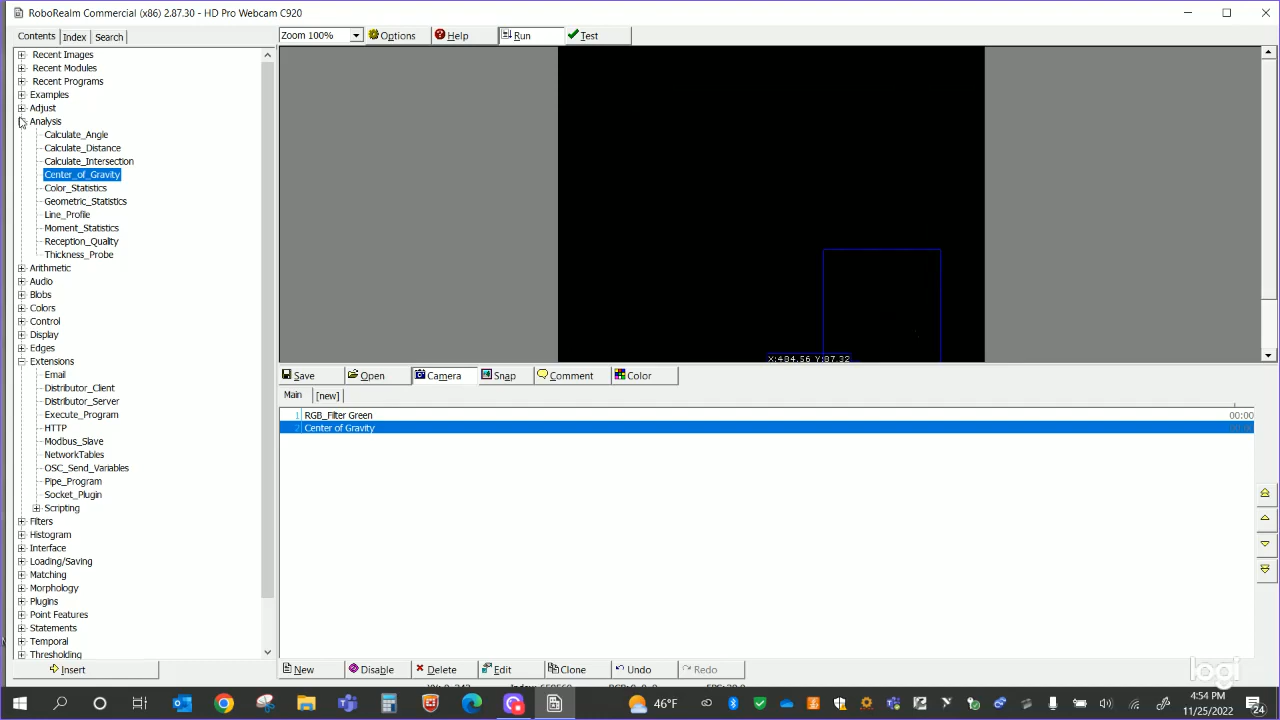 RoboRealm Commercial (x86) 2.87.30 - HD Pro Webcam C920
Contents Index Search
Zoom 100% Options Help Run Test
Recent Images
Recent Modules
Recent Programs
Examples
Adjust
Analysis
Calculate_Angle
Calculate_Distance
Calculate_Intersection
Center_of_Gravity
Color_Statistics
Geometric_Statistics
Line_Profile
Moment_Statistics
Reception_Quality
Thickness_Probe
Arithmetic
Audio
Blobs
Colors
Control
Display
Edges
Extensions
Email
Distributor_Client
Distributor_Server
Execute_Program
HTTP
Modbus_Slave
NetworkTables
OSC_Send_Variables
Pipe_Program
Socket_Plugin
Scripting
Filters
Histogram
Interface
Loading/Saving
Matching
Morphology
Plugins
Point Features
Statements
Temporal
Thresholding
Insert
X:484.56 Y:87.32
Save Open Camera Snap Comment Color
Main [new]
1 RGB_Filter Green 00:00
2 Center of Gravity
New Disable Delete Edit Clone Undo Redo
logi
46°F
4:54 PM
11/25/2022
24